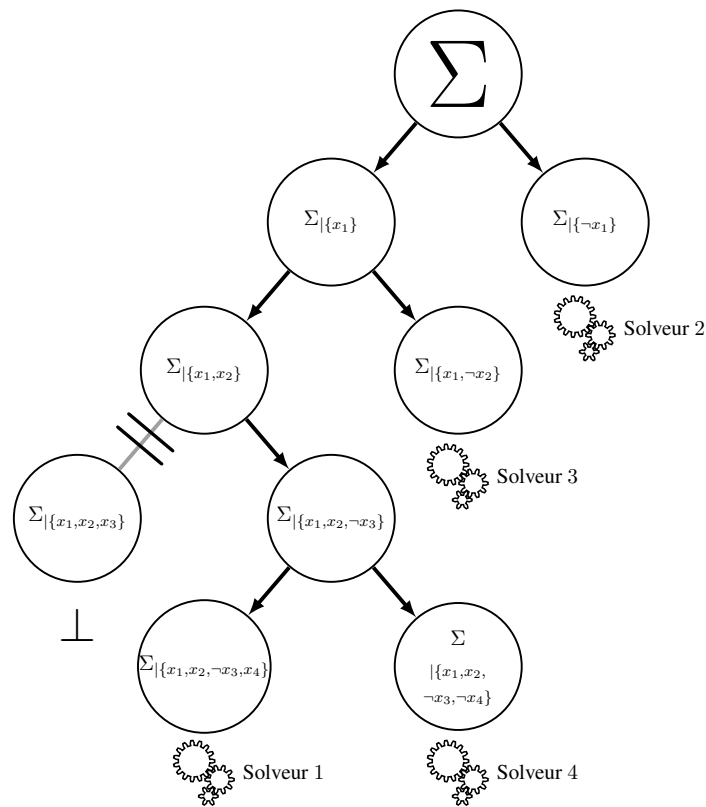 Σ
Σ|{x₁}
Σ|{¬x₁}
Solveur 2
Σ|{x₁,x₂}
Σ|{x₁,¬x₂}
Solveur 3
Σ|{x₁,x₂,x₃}
Σ|{x₁,x₂,¬x₃}
⊥
Σ|{x₁,x₂,¬x₃,x₄}
Σ
|{x₁,x₂,
¬x₃,¬x₄}
Solveur 1
Solveur 4